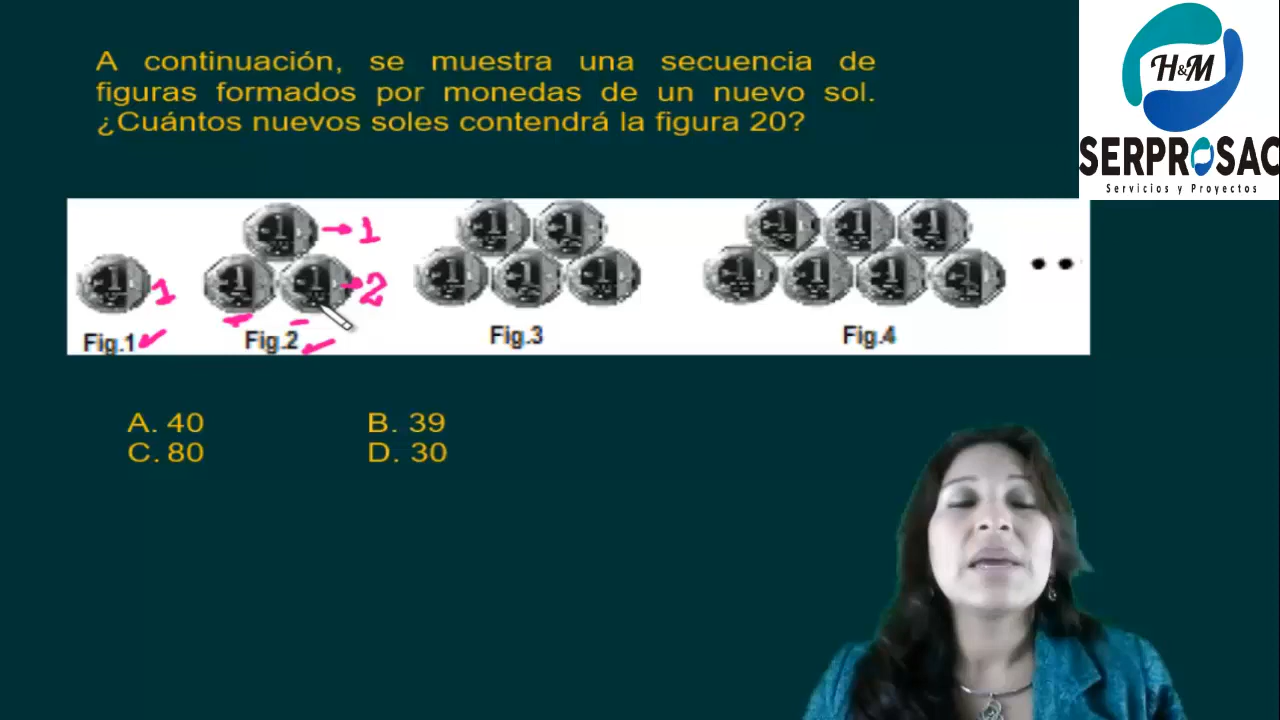 A continuación, se muestra una secuencia de
figuras formados por monedas de un nuevo sol.
¿Cuántos nuevos soles contendrá la figura 20?
H&M
SERPROSAC
Servicios y Proyectos
1
1
2
Fig.1
Fig.2
Fig.3
Fig.4
A. 40
B. 39
C. 80
D. 30